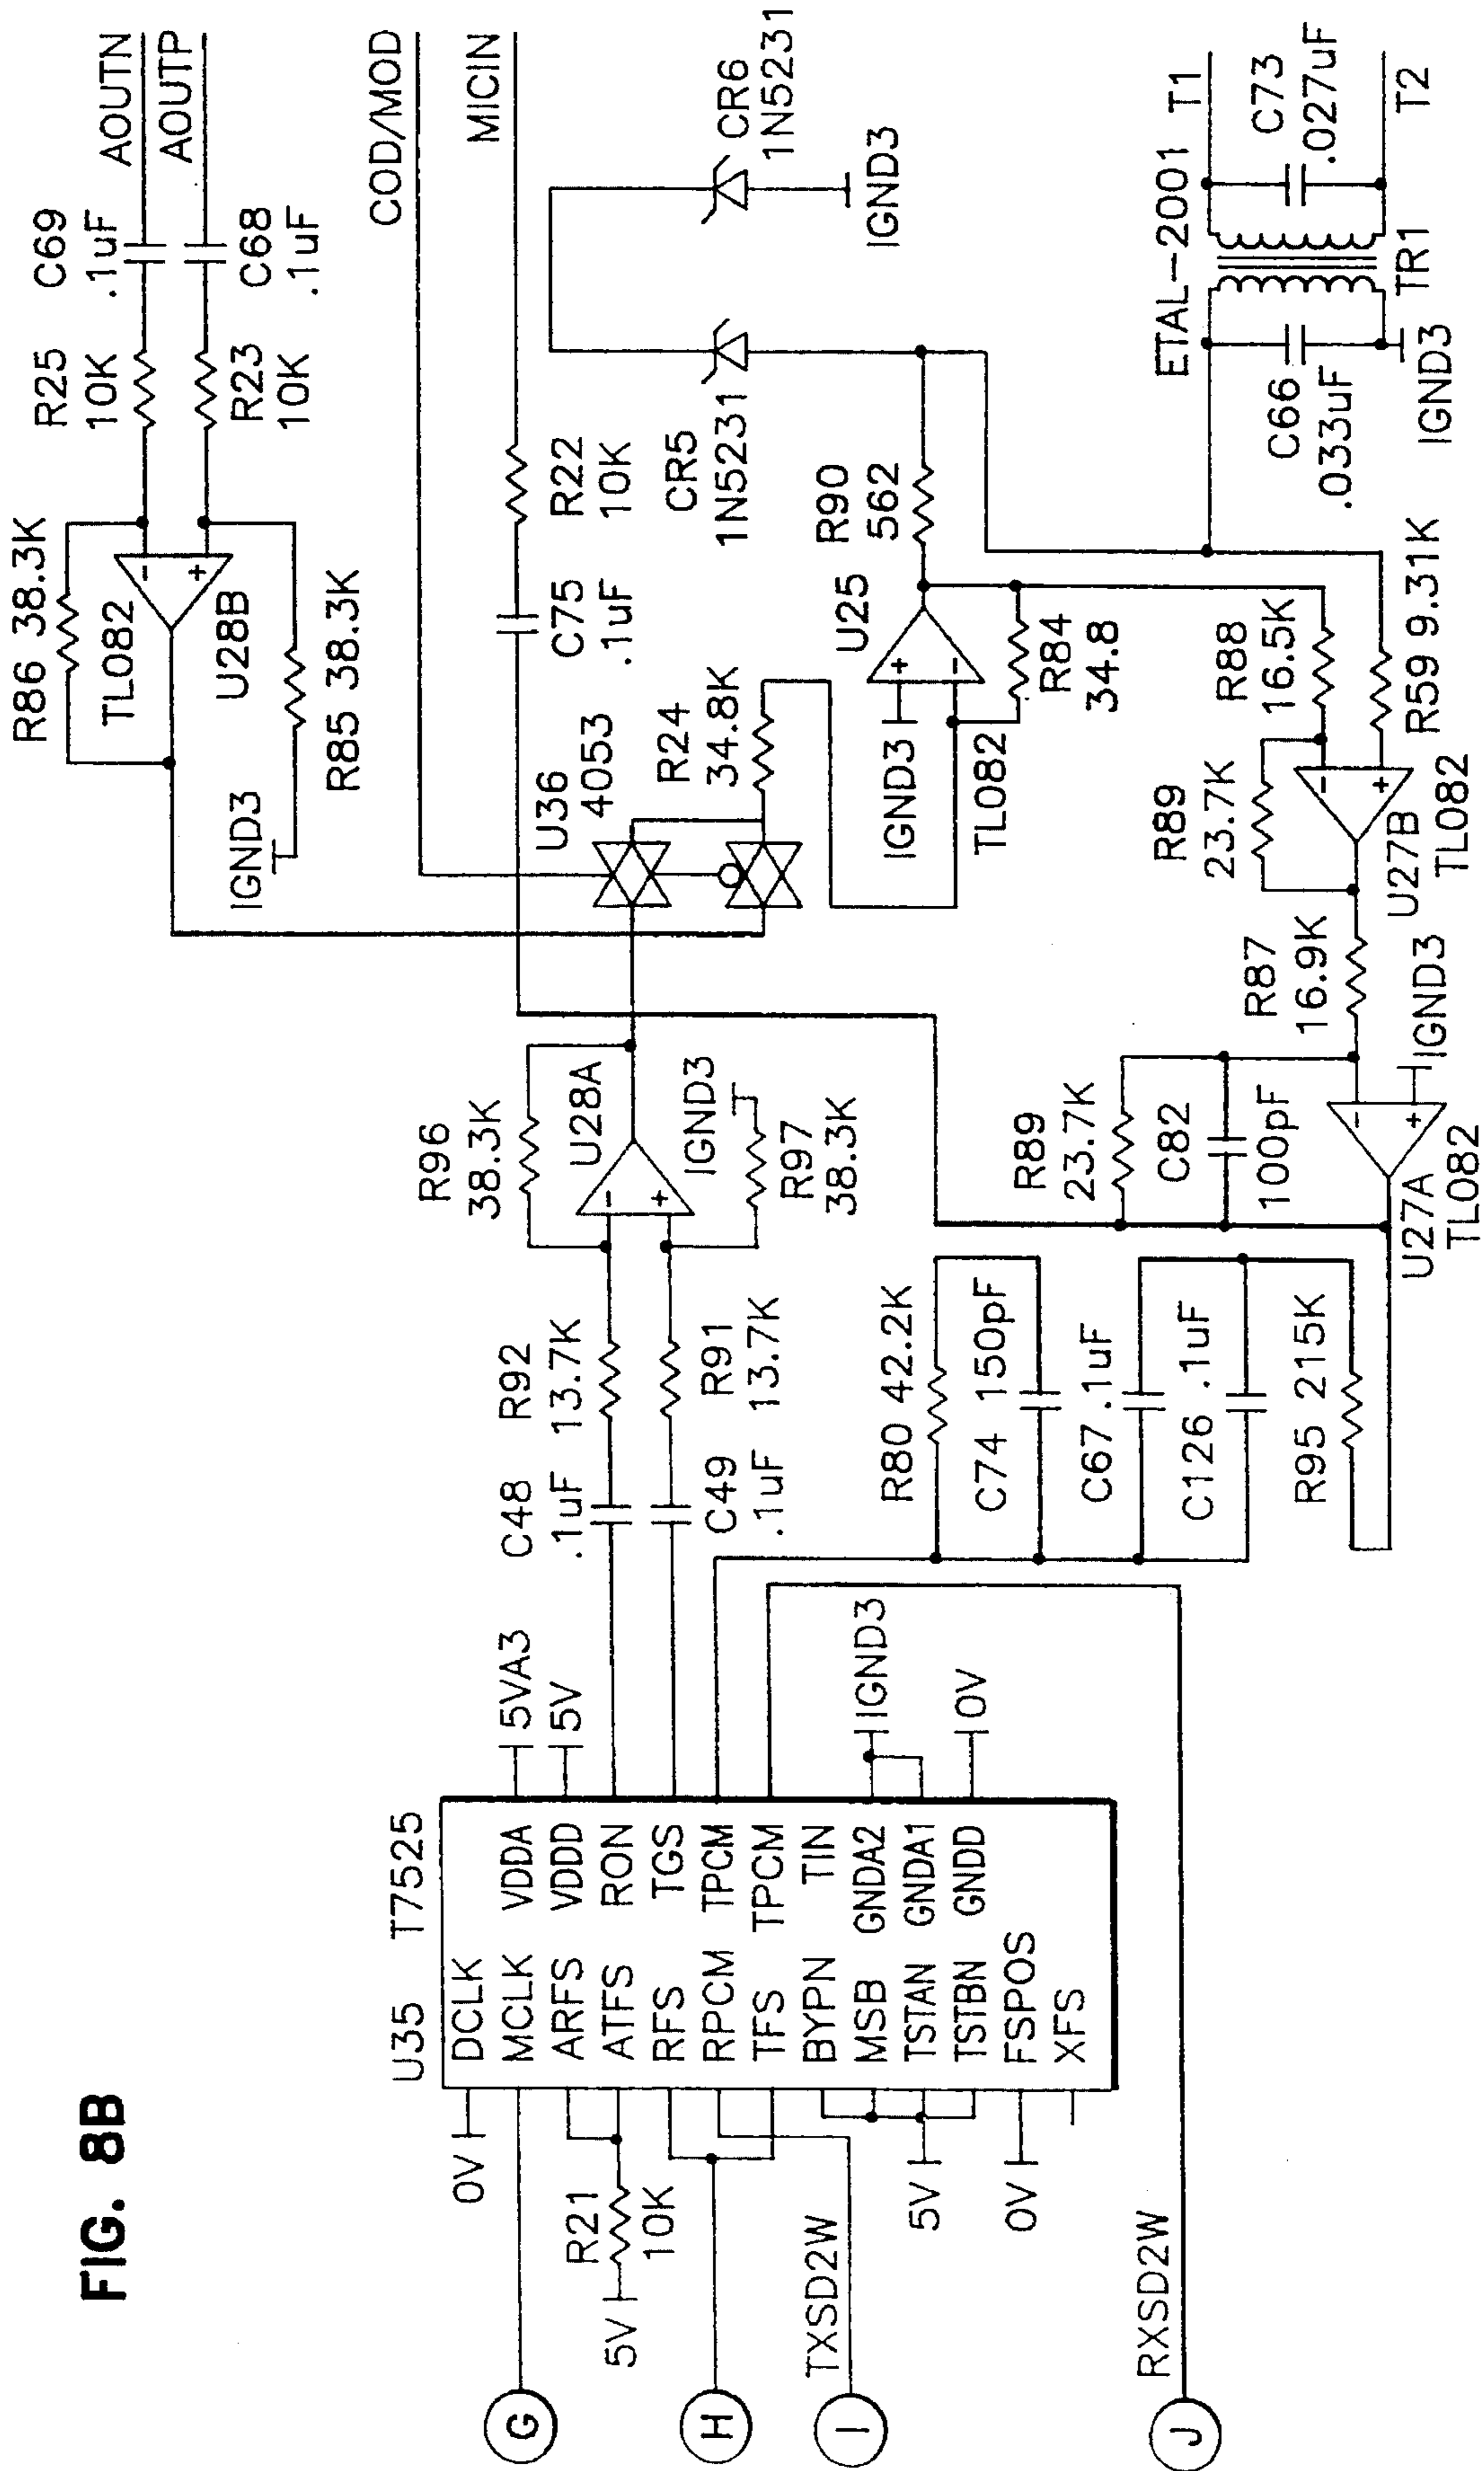 FIG. 8B
G
H
I
J
TXSD2W
RXSD2W
0V
5V
R21
10K
5V
0V
U35 T7525
DCLK
MCLK VDDA
ARFS VDDD
ATFS RON
RFS TGS
RPCM TPCM
TFS TPCM
BYPN TIN
MSB GNDA2
TSTAN GNDA1
TSTBN GNDD
FSPOS
XFS
5VA3
5V
IGND3
0V
C48 R92
.1uF 13.7K
C49 R91
.1uF 13.7K
R96
38.3K
U28A
IGND3
R97
38.3K
R80 42.2K
C74 150pF
C67 .1uF
C126 .1uF
R95 215K
R89
23.7K
C82
100pF
U27A
TL082
IGND3
R87
16.9K
R89
23.7K
U27B
TL082
R88
16.5K
R59 9.31K
R86 38.3K
TL082
U28B
R85 38.3K
IGND3
R25
10K
C69
.1uF
R23
10K
C68
.1uF
AOUTN
AOUTP
COD/MOD
MICIN
U36
4053
C75
.1uF
R22
10K
R24
34.8K
U25
IGND3
TL082
R84
34.8
R90
562
CR5
1N5231
CR6
1N5231
IGND3
ETAL-2001
T1
C66
.033uF
IGND3
TR1
C73
.027uF
T2